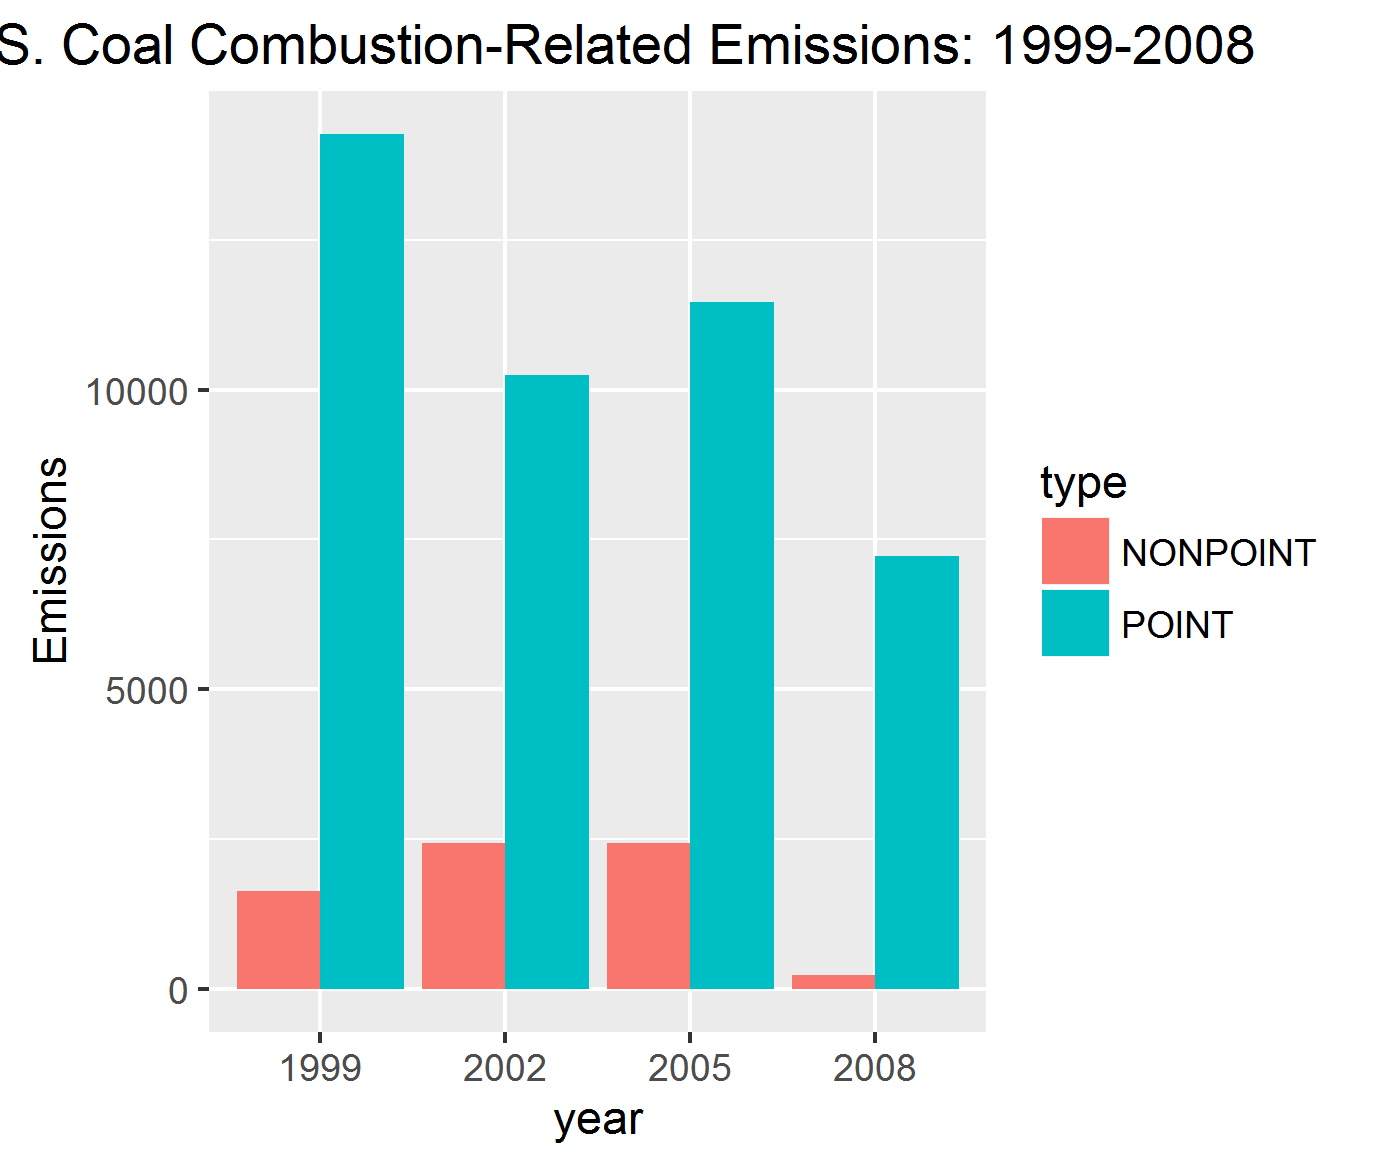 S. Coal Combustion-Related Emissions: 1999-2008
10000
5000
0
Emissions
1999 2002 2005 2008
year
type
NONPOINT
POINT